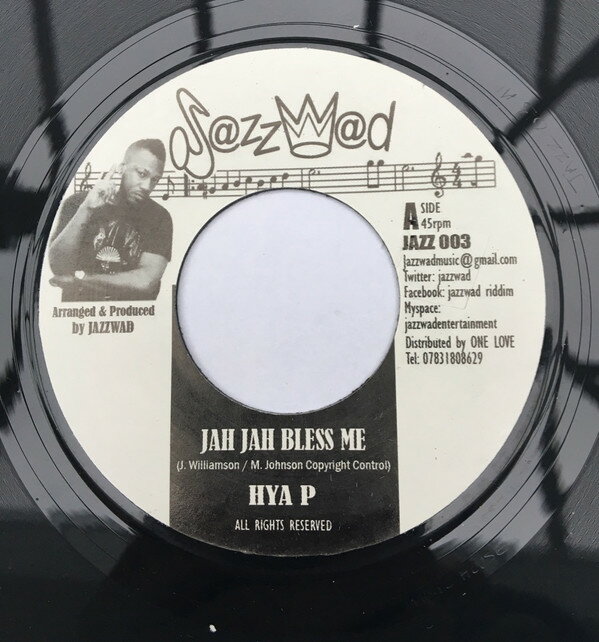 J@zzW@d
A SIDE
45rpm
JAZZ 003
jazzwadmusic@gmail.com
Twitter: jazzwad
Facebook: jazzwad riddim
Myspace:
jazzwadentertainment
Distributed by ONE LOVE
Tel: 07831808629
Arranged & Produced
by JAZZWAD
JAH JAH BLESS ME
(J. Williamson / M. Johnson Copyright Control)
HYA P
ALL RIGHTS RESERVED